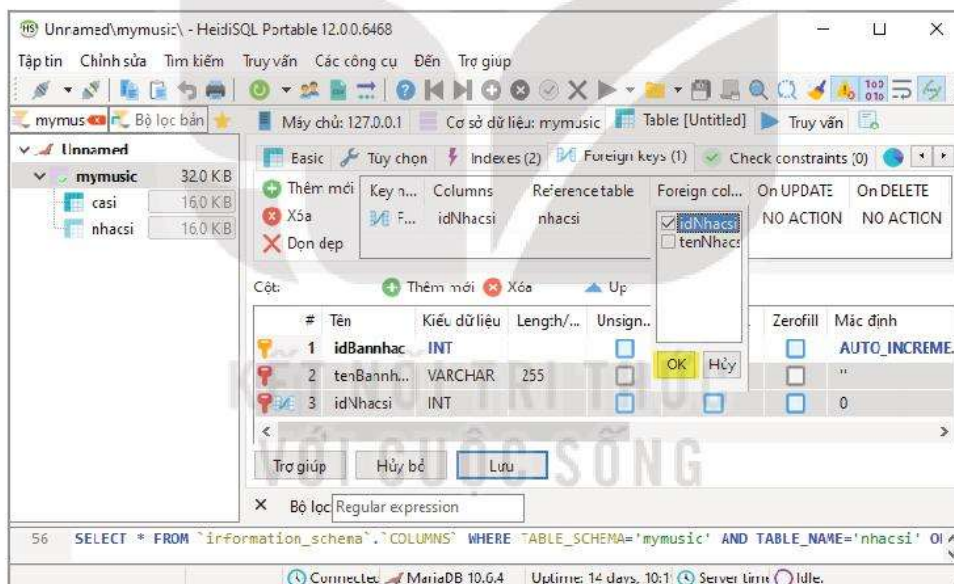 Unnamed\mymusic\ - HeidiSQL Portable 12.0.0.6468
Tập tin Chỉnh sửa Tìm kiếm Truy vấn Các công cụ Đến Trợ giúp
mymus Bộ lọc bản Máy chủ: 127.0.0.1 Cơ sở dữ liệu: mymusic Table: [Untitled] Truy vấn
Unnamed
mymusic 32.0 KB
casi 16.0 KB
nhacsi 16.0 KB
Basic Tùy chọn Indexes (2) Foreign keys (1) Check constraints (0)
Thêm mới
Xóa
Dọn dẹp
Key n... Columns Reference table Foreign col... On UPDATE On DELETE
F... idNhacsi nhacsi NO ACTION NO ACTION
idNhacsi
tenNhacs
OK Hủy
Cột: Thêm mới Xóa Up
# Tên Kiểu dữ liệu Length/... Unsign... Zerofill Mặc định
1 idBannhac INT AUTO_INCREME...
2 tenBannh... VARCHAR 255 ''
3 idNhacsi INT 0
Trợ giúp Hủy bỏ Lưu
Bộ lọc: Regular expression
56 SELECT * FROM `information_schema`.`COLUMNS` WHERE TABLE_SCHEMA='mymusic' AND TABLE_NAME='nhacsi' O
Connected MariaDB 10.6.4 Uptime: 14 days, 10:1 Server time Idle.
KẾT NỐI TRI THỨC
VỚI CUỘC SỐNG